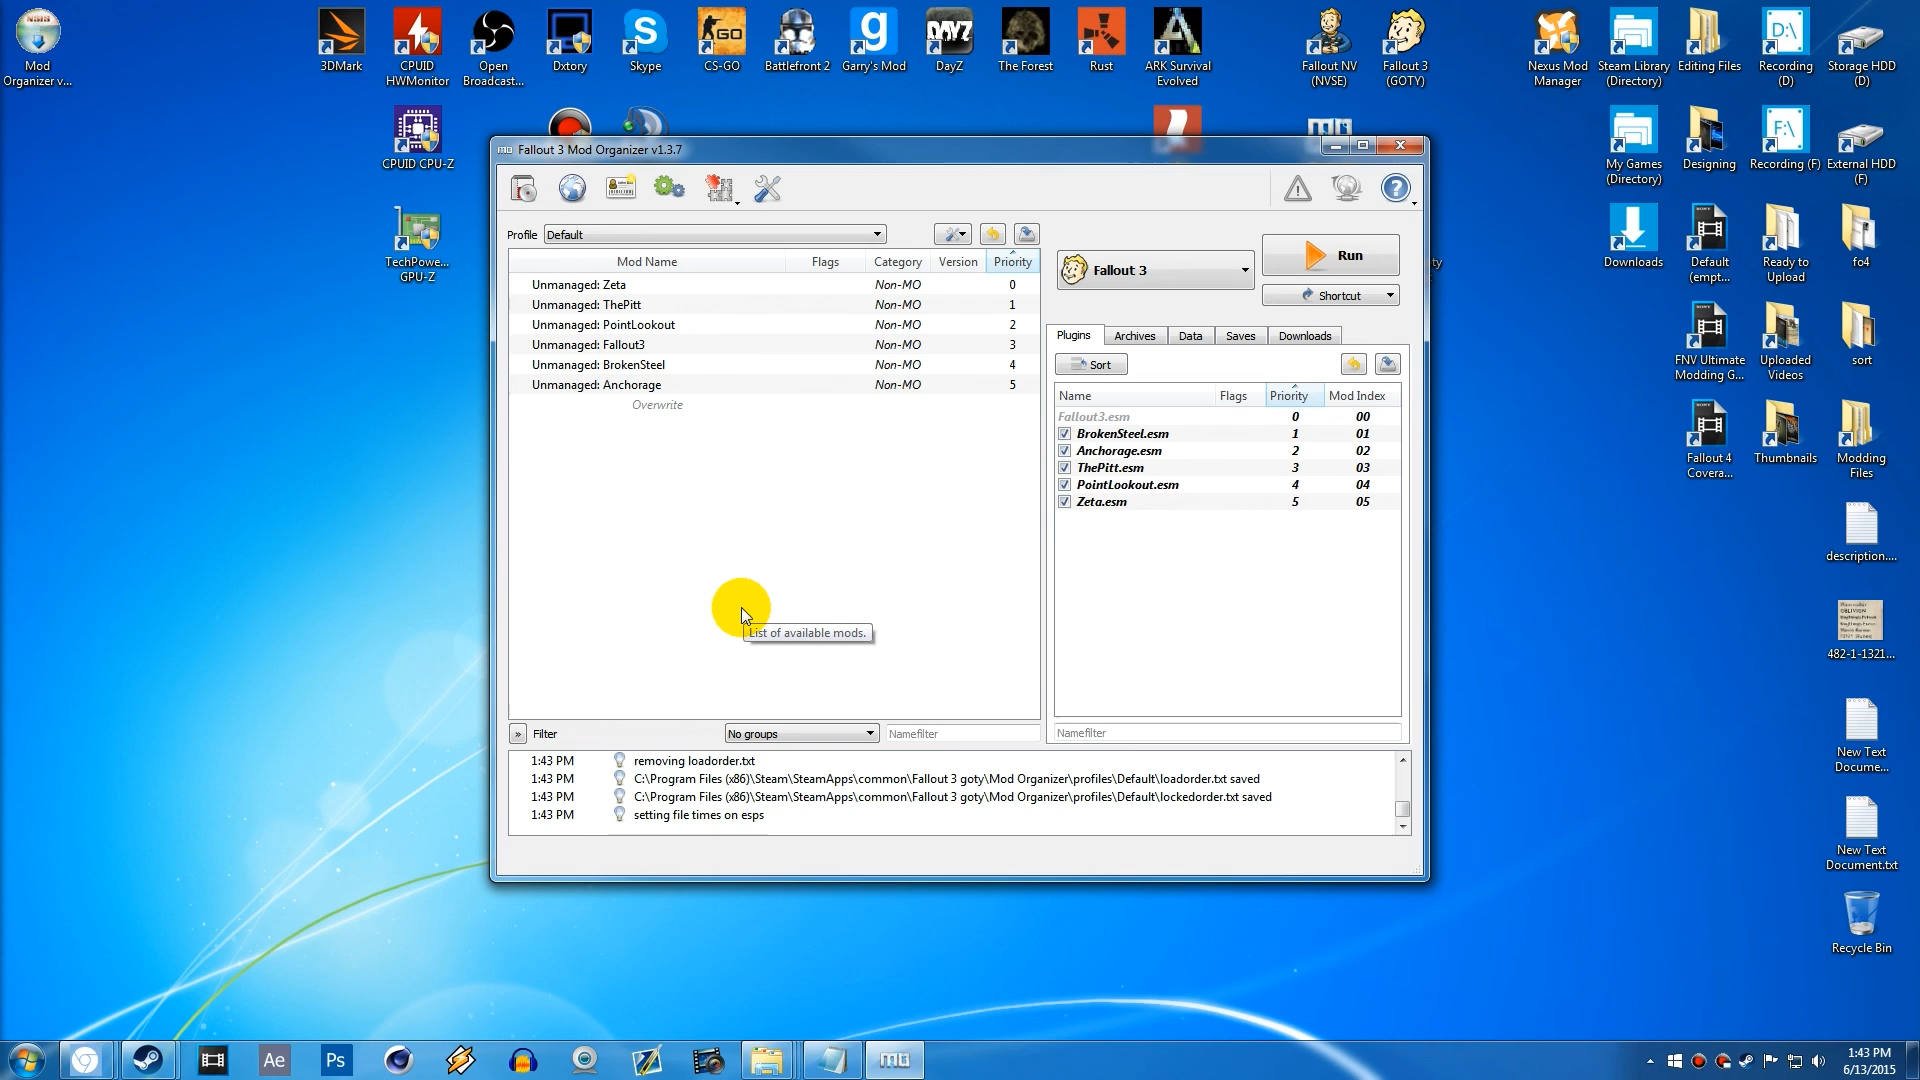 Mod
Organizer v...
3DMark
CPUID
HWMonitor
Open
Broadcast...
Dxtory
Skype
CS-GO
Battlefront 2
Garry's Mod
DayZ
The Forest
Rust
ARK Survival
Evolved
Fallout NV
(NVSE)
Fallout 3
(GOTY)
Nexus Mod
Manager
Steam Library
(Directory)
Editing Files
Recording
(D)
Storage HDD
(D)
CPUID CPU-Z
My Games
(Directory)
Designing
Recording (F)
External HDD
(F)
TechPowe...
GPU-Z
Downloads
Default
(empt...
Ready to
Upload
fo4
FNV Ultimate
Modding G...
Uploaded
Videos
sort
Fallout 4
Covera...
Thumbnails
Modding
Files
description....
482-1-1321...
New Text
Docume...
New Text
Document.txt
Recycle Bin
Fallout 3 Mod Organizer v1.3.7
Profile Default
Mod Name Flags Category Version Priority
Unmanaged: Zeta Non-MO 0
Unmanaged: ThePitt Non-MO 1
Unmanaged: PointLookout Non-MO 2
Unmanaged: Fallout3 Non-MO 3
Unmanaged: BrokenSteel Non-MO 4
Unmanaged: Anchorage Non-MO 5
Overwrite
List of available mods.
» Filter No groups Namefilter
Fallout 3
Run
Shortcut
Plugins Archives Data Saves Downloads
Sort
Name Flags Priority Mod Index
Fallout3.esm 0 00
BrokenSteel.esm 1 01
Anchorage.esm 2 02
ThePitt.esm 3 03
PointLookout.esm 4 04
Zeta.esm 5 05
Namefilter
1:43 PM removing loadorder.txt
1:43 PM C:\Program Files (x86)\Steam\SteamApps\common\Fallout 3 goty\Mod Organizer\profiles\Default\loadorder.txt saved
1:43 PM C:\Program Files (x86)\Steam\SteamApps\common\Fallout 3 goty\Mod Organizer\profiles\Default\lockedorder.txt saved
1:43 PM setting file times on esps
Ae
Ps
1:43 PM
6/13/2015